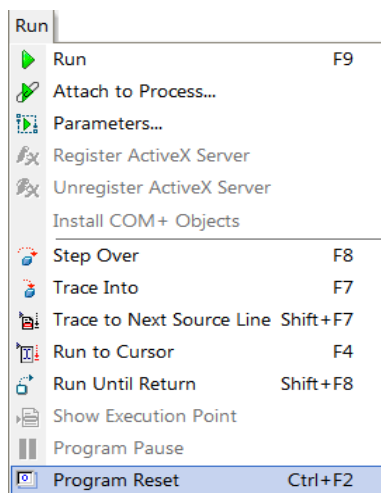 Run
Run F9
Attach to Process...
Parameters...
Register ActiveX Server
Unregister ActiveX Server
Install COM+ Objects
Step Over F8
Trace Into F7
Trace to Next Source Line Shift+F7
Run to Cursor F4
Run Until Return Shift+F8
Show Execution Point
Program Pause
Program Reset Ctrl+F2